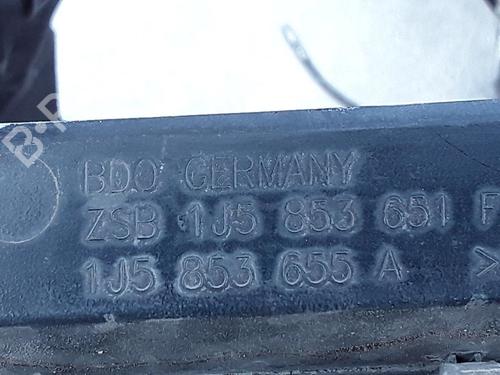 BDO GERMANY
ZSB 1J5 853 651 F
1J5 853 655 A >